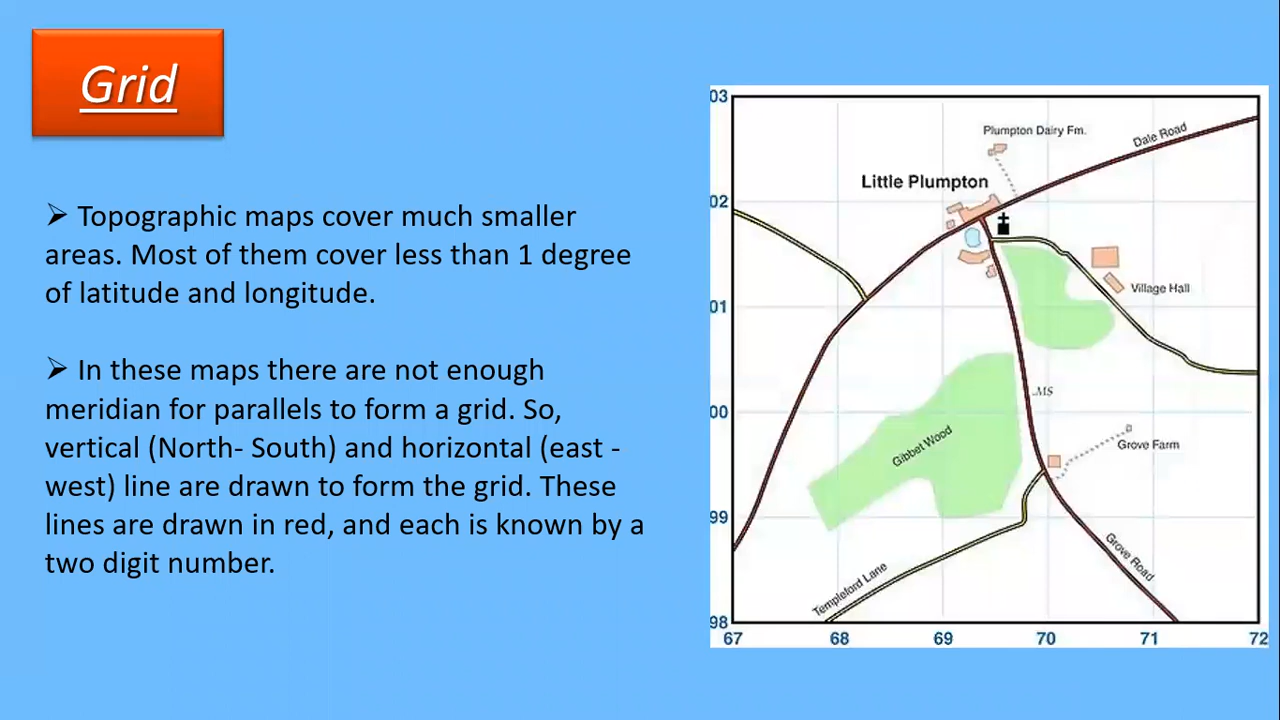 Grid
➢ Topographic maps cover much smaller
areas. Most of them cover less than 1 degree
of latitude and longitude.
➢ In these maps there are not enough
meridian for parallels to form a grid. So,
vertical (North- South) and horizontal (east -
west) line are drawn to form the grid. These
lines are drawn in red, and each is known by a
two digit number.
03
Plumpton Dairy Fm.
Dale Road
Little Plumpton
02
Village Hall
01
00
MS
Gibbet Wood
Grove Farm
99
Grove Road
Templeford Lane
98
67 68 69 70 71 72